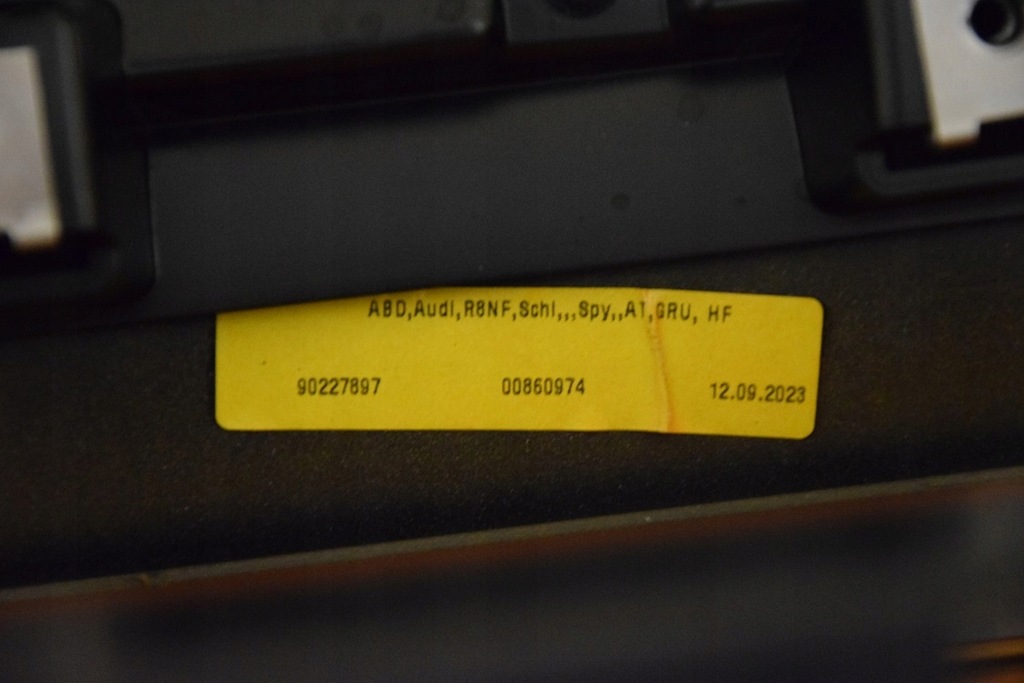 ABD,Audi,R8NF,Schl,,,Spy,,A1,GRU, HF
90227897 00860974 12.09.2023